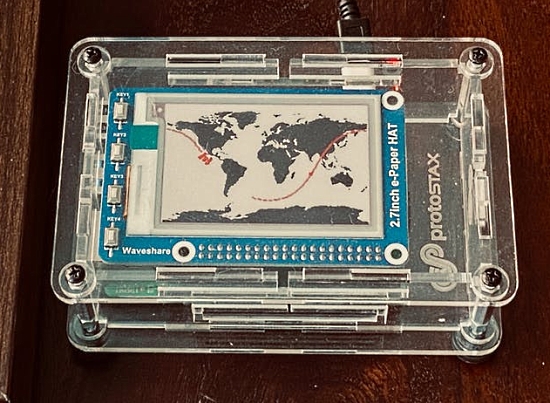 KEY1
KEY2
KEY3
KEY4
Waveshare
2.7inch e-Paper HAT
protoSTAX